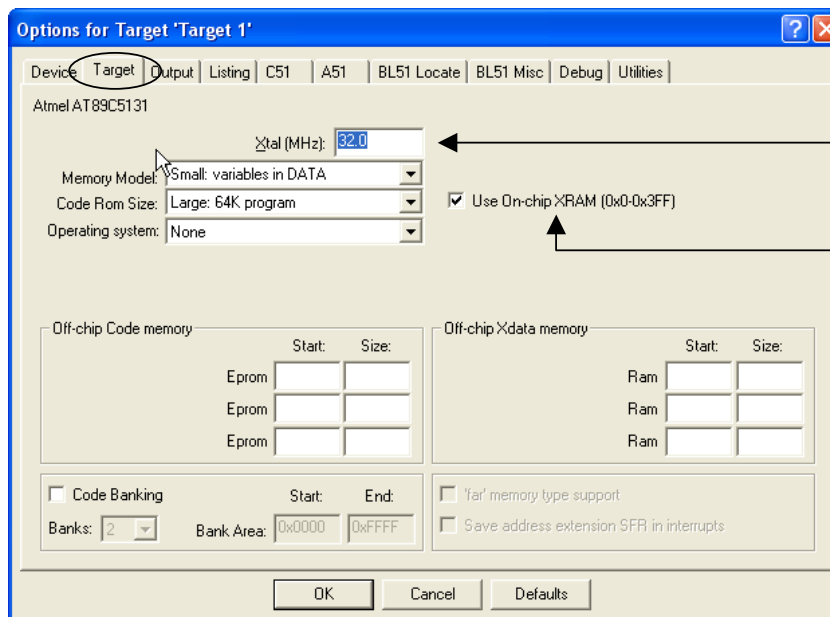 Options for Target 'Target 1'
Device Target Output Listing C51 A51 BL51 Locate BL51 Misc Debug Utilities
Atmel AT89C5131
Xtal (MHz): 32.0
Memory Model: Small: variables in DATA
Code Rom Size: Large: 64K program
Use On-chip XRAM (0x0-0x3FF)
Operating system: None
Off-chip Code memory
Start: Size:
Eprom
Eprom
Eprom
Off-chip Xdata memory
Start: Size:
Ram
Ram
Ram
Code Banking Start: End:
Banks: 2 Bank Area: 0x0000 0xFFFF
'far' memory type support
Save address extension SFR in interrupts
OK Cancel Defaults